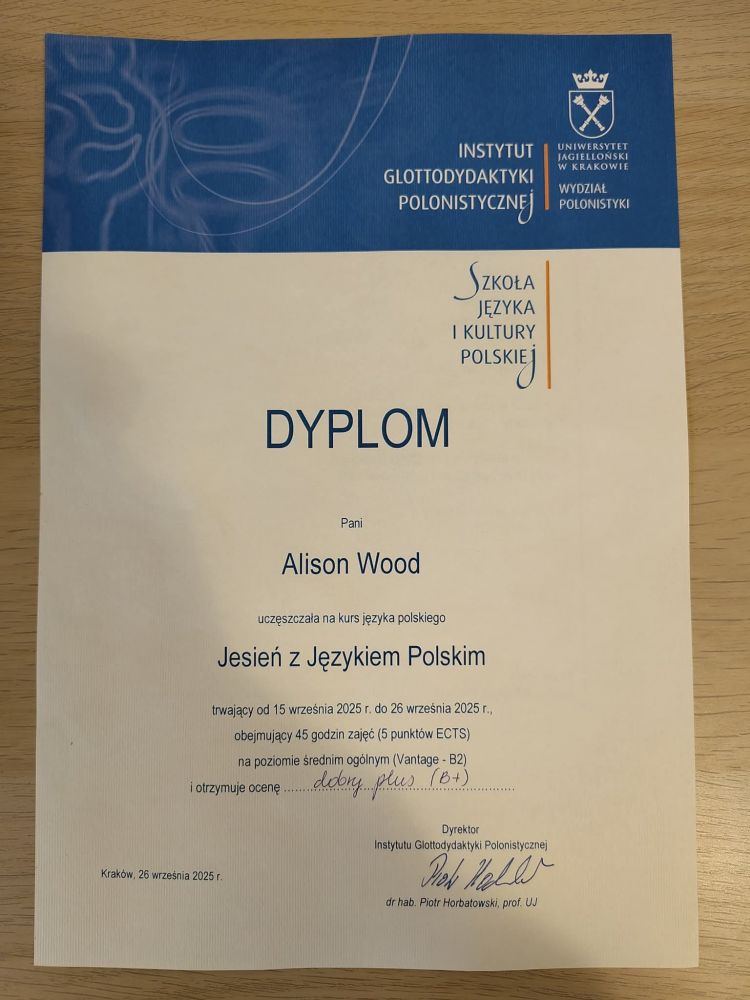 INSTYTUT
GLOTTODYDAKTYKI
POLONISTYCZNEJ
UNIWERSYTET
JAGIELLOŃSKI
W KRAKOWIE
WYDZIAŁ
POLONISTYKI
SZKOŁA
JĘZYKA
I KULTURY
POLSKIEJ
DYPLOM
Pani
Alison Wood
uczęszczała na kurs języka polskiego
Jesień z Językiem Polskim
trwający od 15 września 2025 r. do 26 września 2025 r.,
obejmujący 45 godzin zajęć (5 punktów ECTS)
na poziomie średnim ogólnym (Vantage - B2)
i otrzymuje ocenę ....dobry plus (B+)....
Dyrektor
Instytutu Glottodydaktyki Polonistycznej
Kraków, 26 września 2025 r.
dr hab. Piotr Horbatowski, prof. UJ